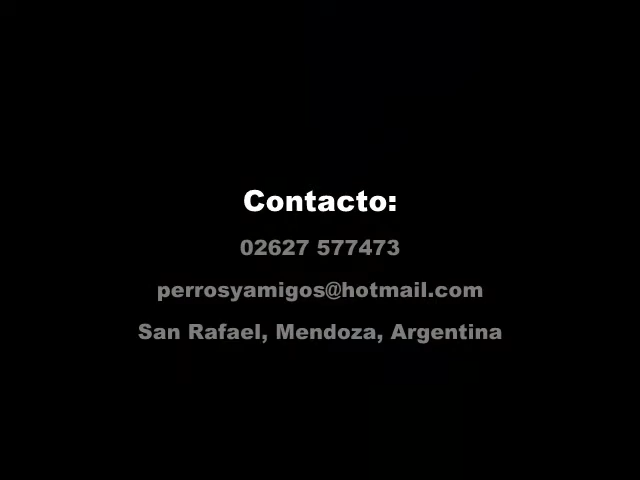 Contacto:
02627 577473
perrosyamigos@hotmail.com
San Rafael, Mendoza, Argentina